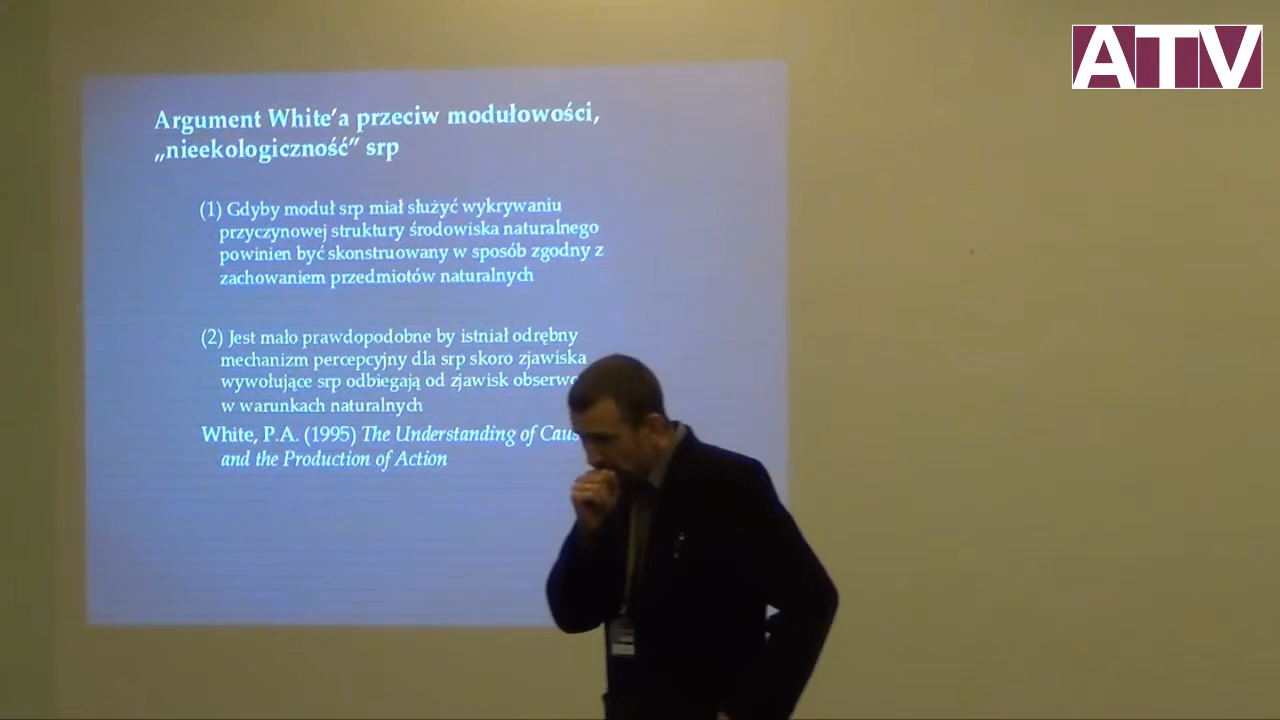 ATV
Argument White'a przeciw modułowości,
„nieekologiczność” srp
(1) Gdyby moduł srp miał służyć wykrywaniu
przyczynowej struktury środowiska naturalnego
powinien być skonstruowany w sposób zgodny z
zachowaniem przedmiotów naturalnych
(2) Jest mało prawdopodobne by istniał odrębny
mechanizm percepcyjny dla srp skoro zjawiska
wywołujące srp odbiegają od zjawisk
w warunkach naturalnych
White, P.A. (1995) The Understanding of
and the Production of Action